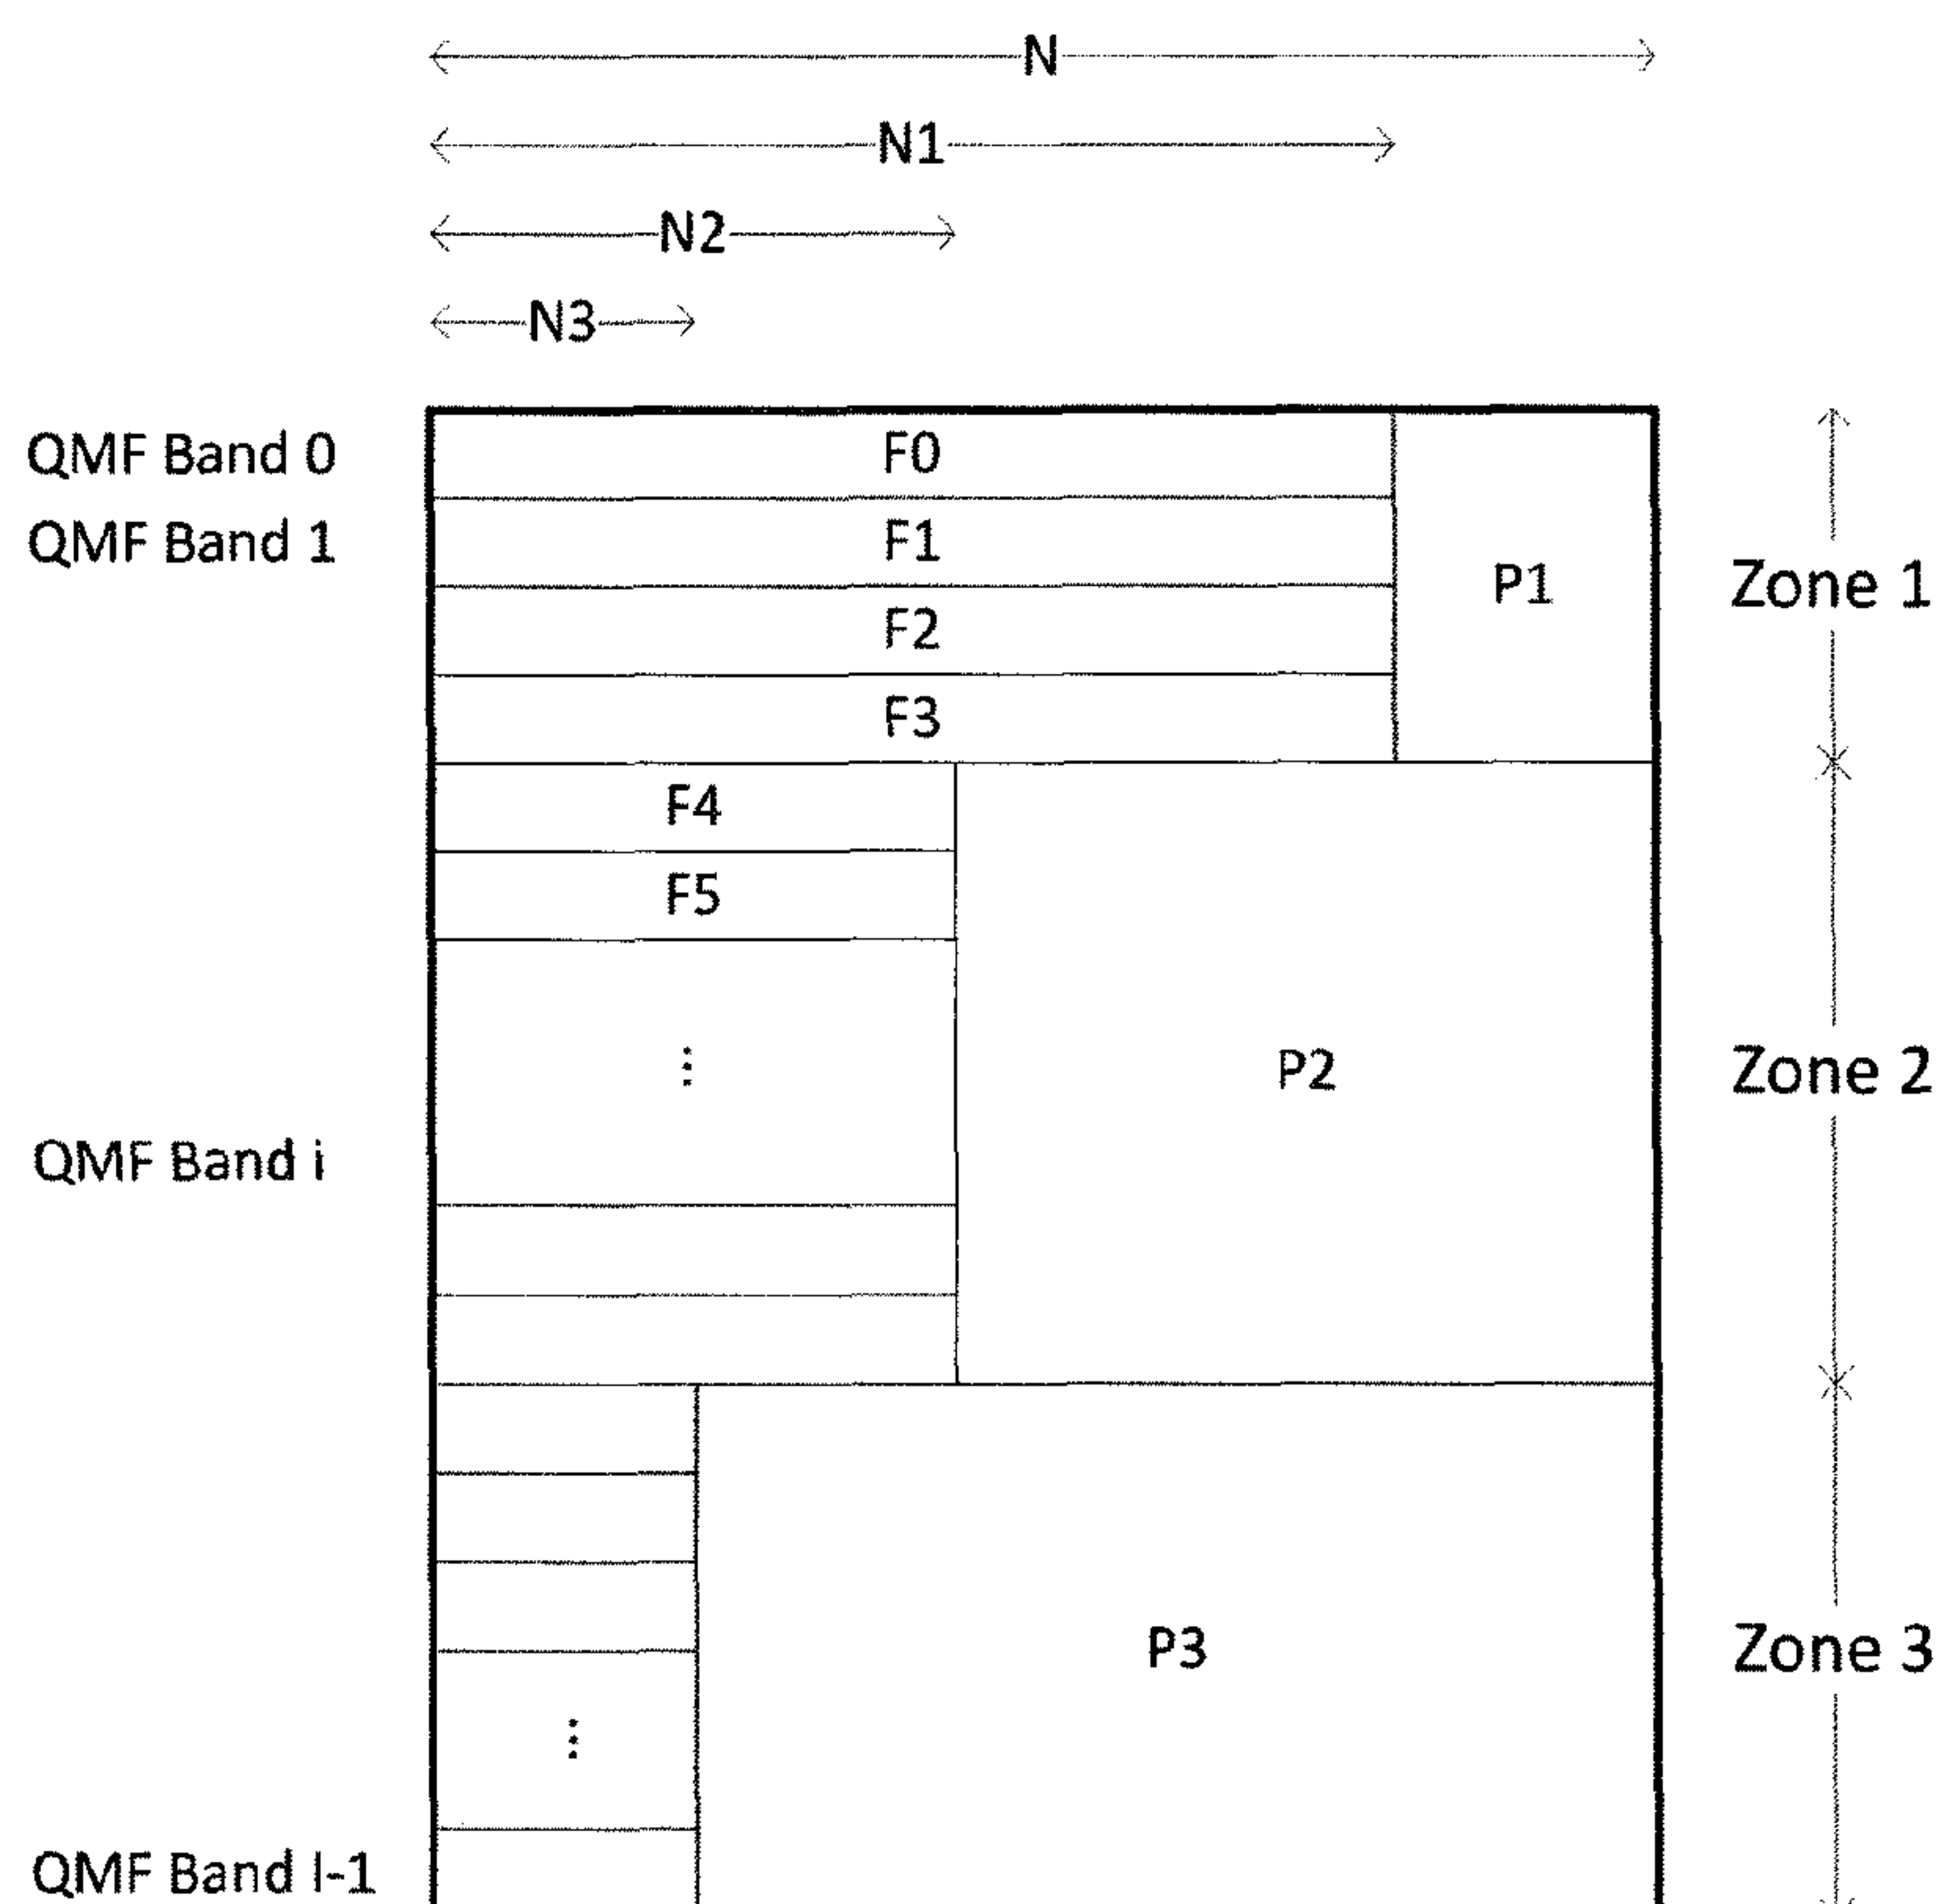 N
N1
N2
N3
QMF Band 0
F0
QMF Band 1
F1
P1
Zone 1
F2
F3
F4
F5
⋮
P2
Zone 2
QMF Band i
P3
Zone 3
⋮
QMF Band I-1